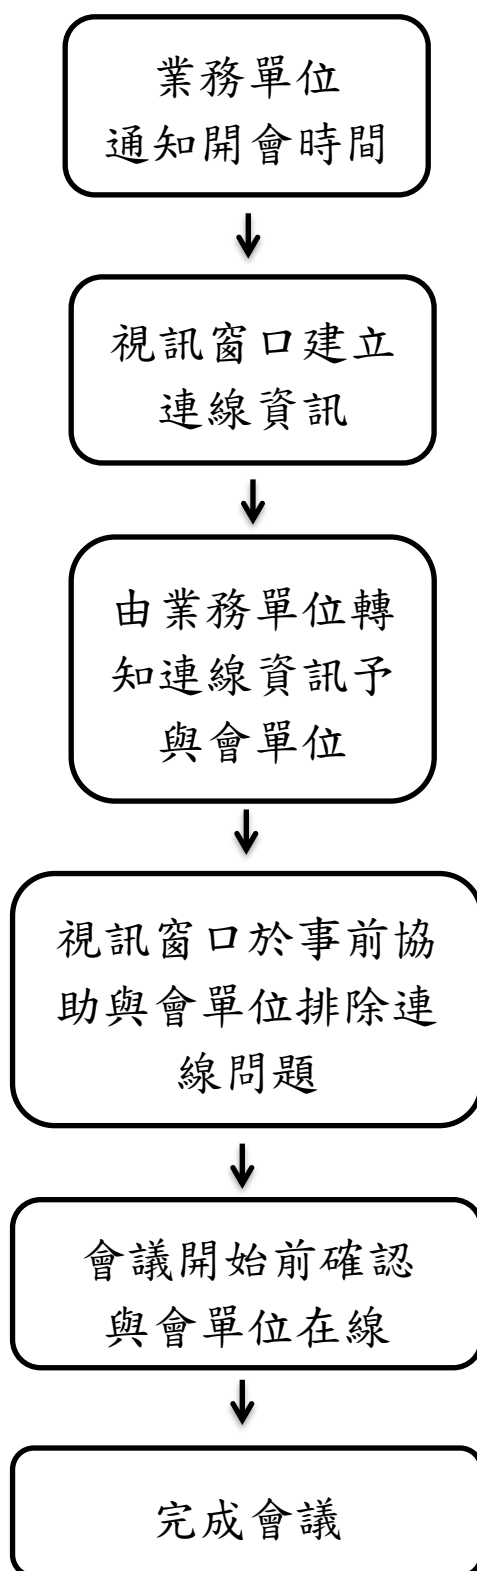 業務單位
通知開會時間
視訊窗口建立
連線資訊
由業務單位轉
知連線資訊予
與會單位
視訊窗口於事前協
助與會單位排除連
線問題
會議開始前確認
與會單位在線
完成會議